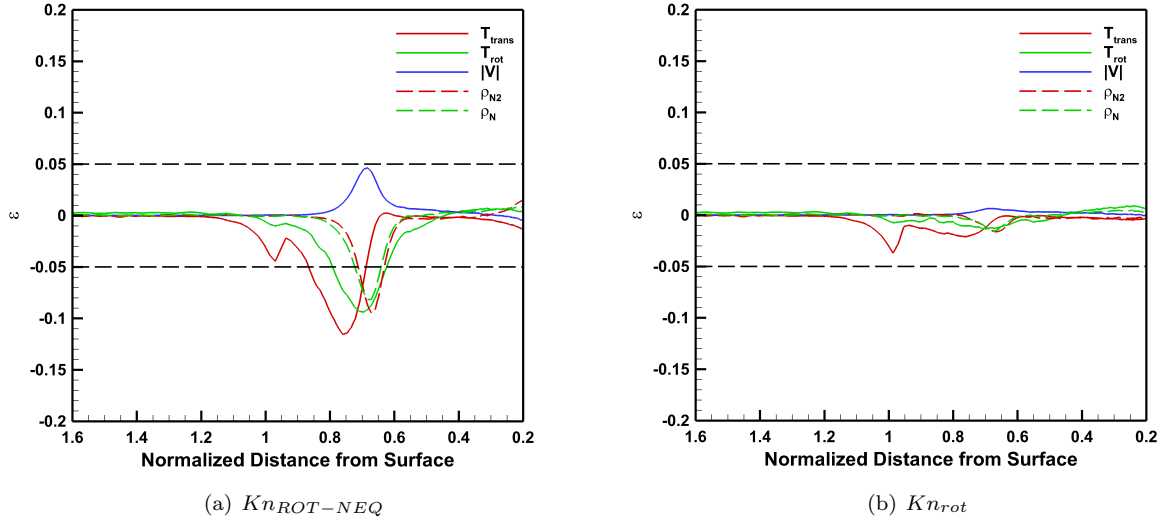 0.2
0.15
0.1
0.05
0
-0.05
-0.1
-0.15
-0.2
ε
1.6 1.4 1.2 1 0.8 0.6 0.4 0.2
Normalized Distance from Surface
T_trans
T_rot
|V|
ρ_N2
ρ_N
(a) Kn_ROT−NEQ
0.2
0.15
0.1
0.05
0
-0.05
-0.1
-0.15
-0.2
ε
1.6 1.4 1.2 1 0.8 0.6 0.4 0.2
Normalized Distance from Surface
T_trans
T_rot
|V|
ρ_N2
ρ_N
(b) Kn_rot